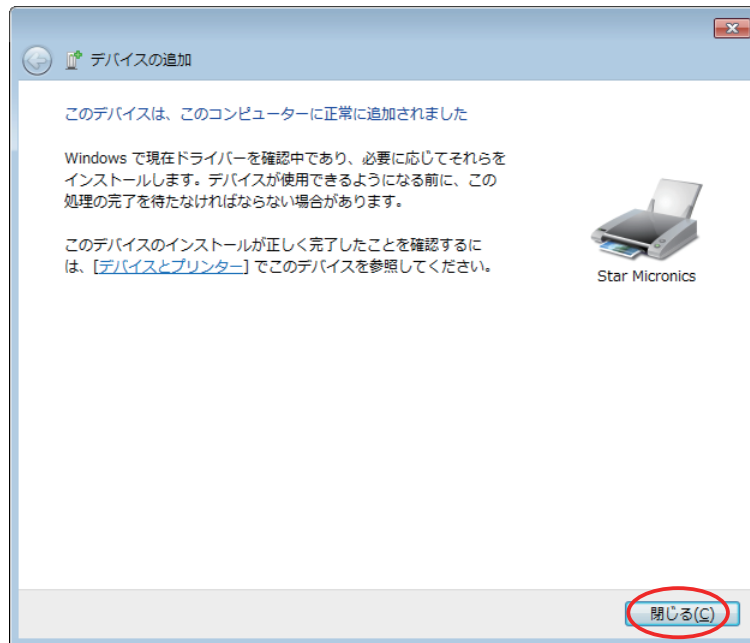 デバイスの追加
このデバイスは、このコンピューターに正常に追加されました
Windows で現在ドライバーを確認中であり、必要に応じてそれらを
インストールします。デバイスが使用できるようになる前に、この
処理の完了を待たなければならない場合があります。
このデバイスのインストールが正しく完了したことを確認するに
は、[デバイスとプリンター] でこのデバイスを参照してください。
Star Micronics
閉じる(C)